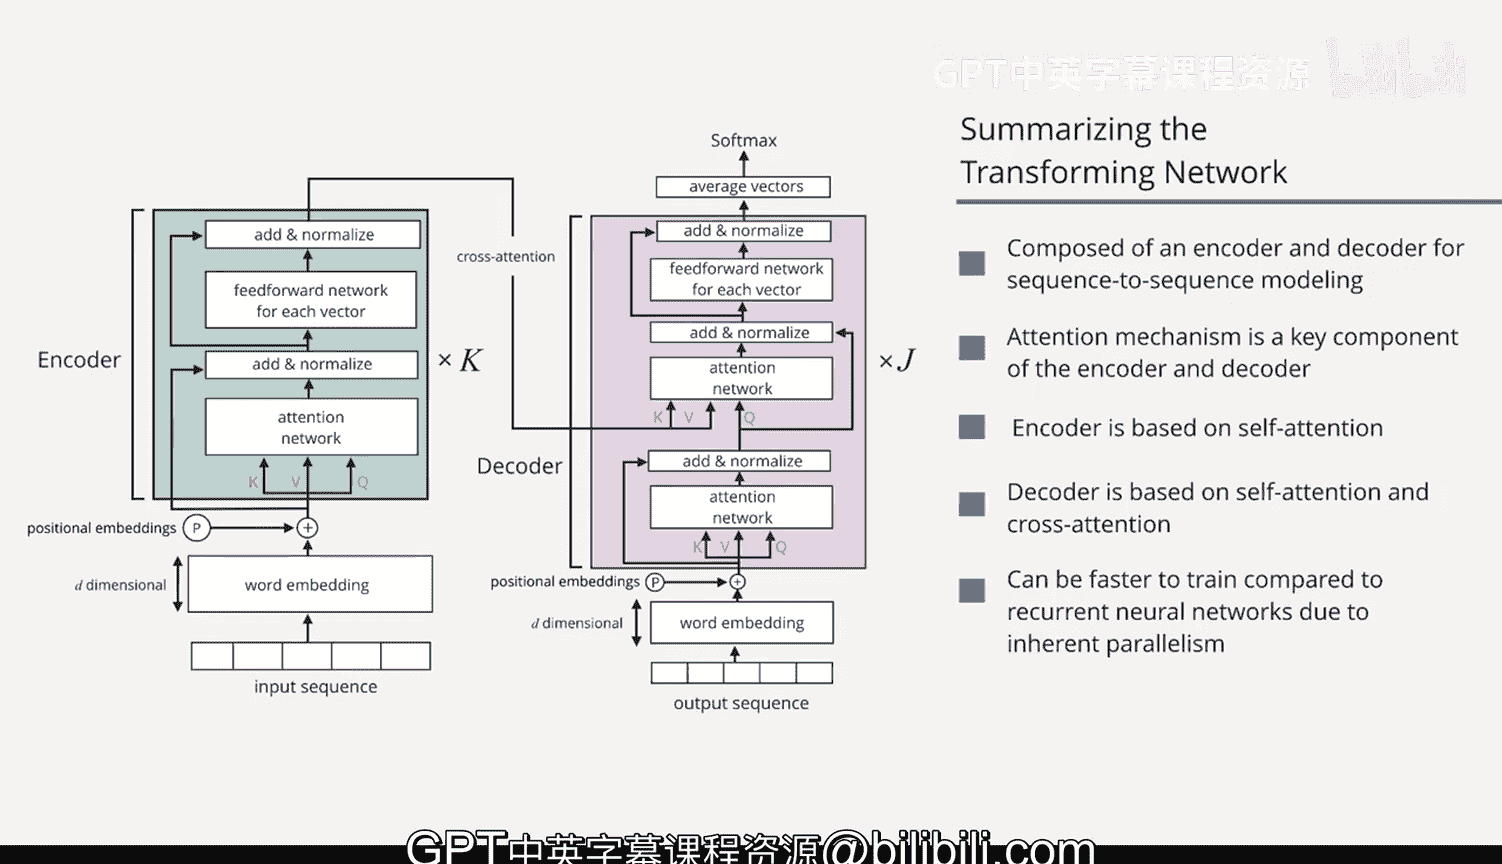 GPT中英字幕课程资源 bilibili
Summarizing the
Transforming Network
Composed of an encoder and decoder for
sequence-to-sequence modeling
Attention mechanism is a key component
of the encoder and decoder
Encoder is based on self-attention
Decoder is based on self-attention and
cross-attention
Can be faster to train compared to
recurrent neural networks due to
inherent parallelism
Encoder
add & normalize
feedforward network
for each vector
add & normalize
attention
network
K V Q
× K
positional embeddings P +
d dimensional
word embedding
input sequence
cross-attention
Softmax
average vectors
Decoder
add & normalize
feedforward network
for each vector
add & normalize
attention
network
K V Q
× J
add & normalize
attention
network
K V Q
positional embeddings P +
d dimensional
word embedding
output sequence
GPT中英字幕课程资源@bilibili.com